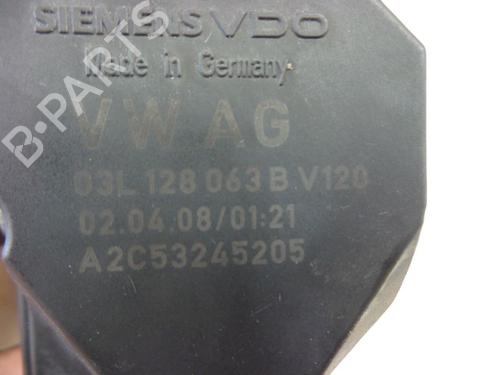 SIEMENS VDO
Made in Germany
VW AG
03L 128 063 B V120
02.04.08/01:21
A2C53245205
B-PARTS